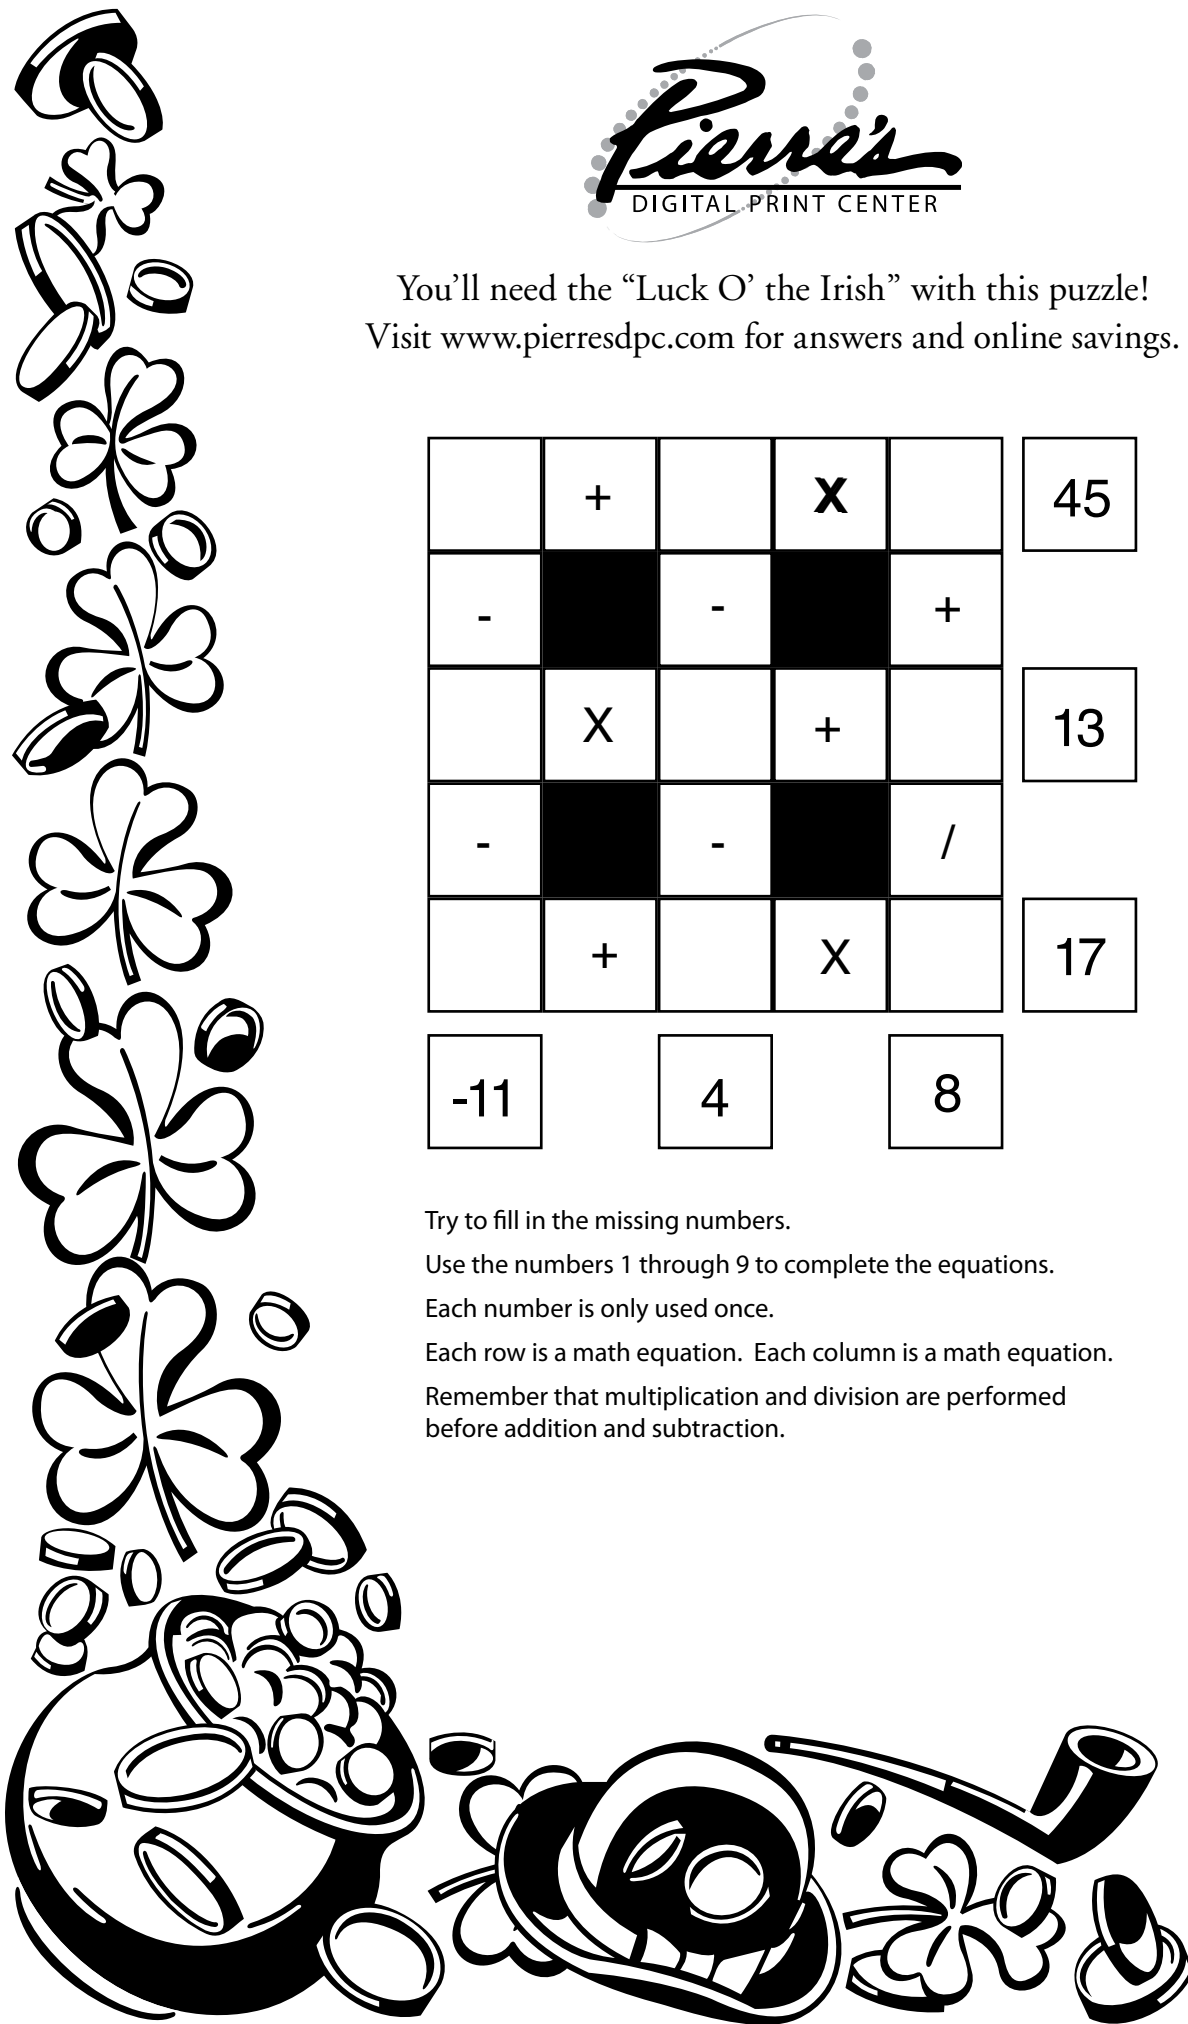 Pierre's
DIGITAL PRINT CENTER
You'll need the “Luck O' the Irish” with this puzzle!
Visit www.pierresdpc.com for answers and online savings.
+ X 45
- - +
X + 13
- - /
+ X 17
-11 4 8
Try to fill in the missing numbers.
Use the numbers 1 through 9 to complete the equations.
Each number is only used once.
Each row is a math equation.  Each column is a math equation.
Remember that multiplication and division are performed
before addition and subtraction.